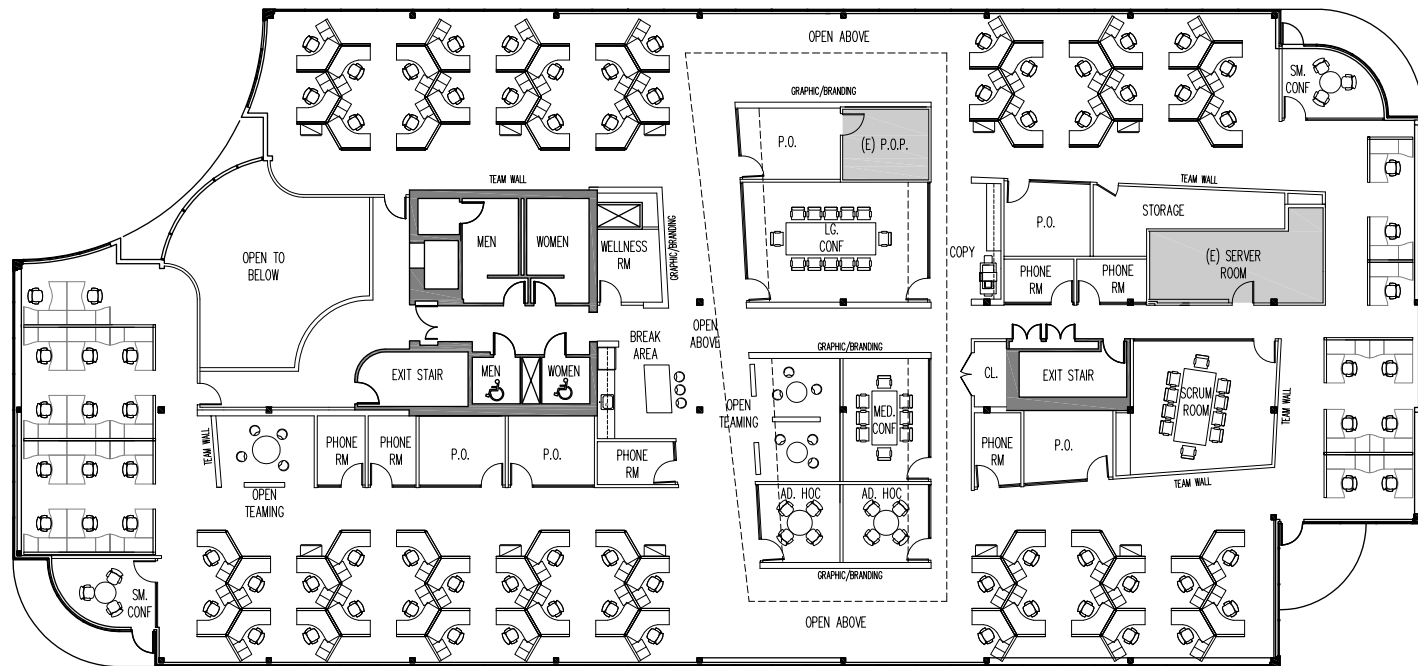 OPEN ABOVE
SM.
CONF
GRAPHIC/BRANDING
P.O.
(E) P.O.P.
TEAM WALL
TEAM WALL
MEN
WOMEN
WELLNESS
RM
GRAPHIC/BRANDING
LG.
CONF
P.O.
STORAGE
OPEN TO
BELOW
COPY
(E) SERVER
ROOM
PHONE
RM
PHONE
RM
OPEN
ABOVE
BREAK
AREA
GRAPHIC/BRANDING
MEN
WOMEN
EXIT STAIR
CL.
EXIT STAIR
SCRUM
ROOM
TEAM WALL
OPEN
TEAMING
MED.
CONF
TEAM WALL
PHONE
RM
PHONE
RM
P.O.
P.O.
PHONE
RM
PHONE
RM
P.O.
TEAM WALL
OPEN
TEAMING
AD. HOC
AD. HOC
GRAPHIC/BRANDING
SM.
CONF
OPEN ABOVE